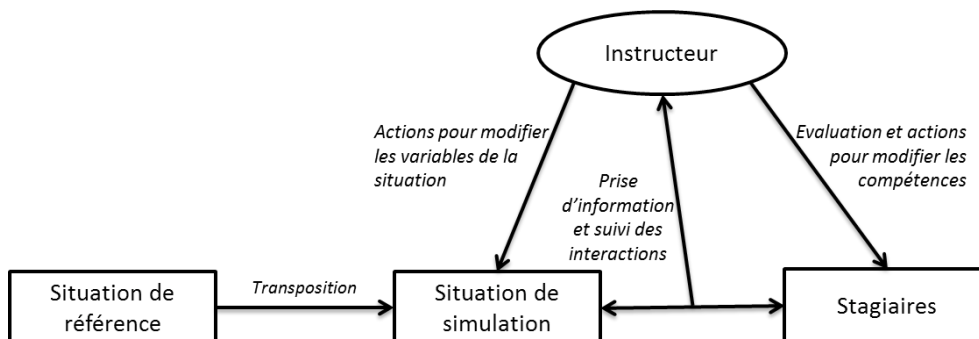 Instructeur
Actions pour modifier
les variables de la
situation
Prise
d'information
et suivi des
interactions
Evaluation et actions
pour modifier les
compétences
Situation de
référence
Transposition
Situation de
simulation
Stagiaires